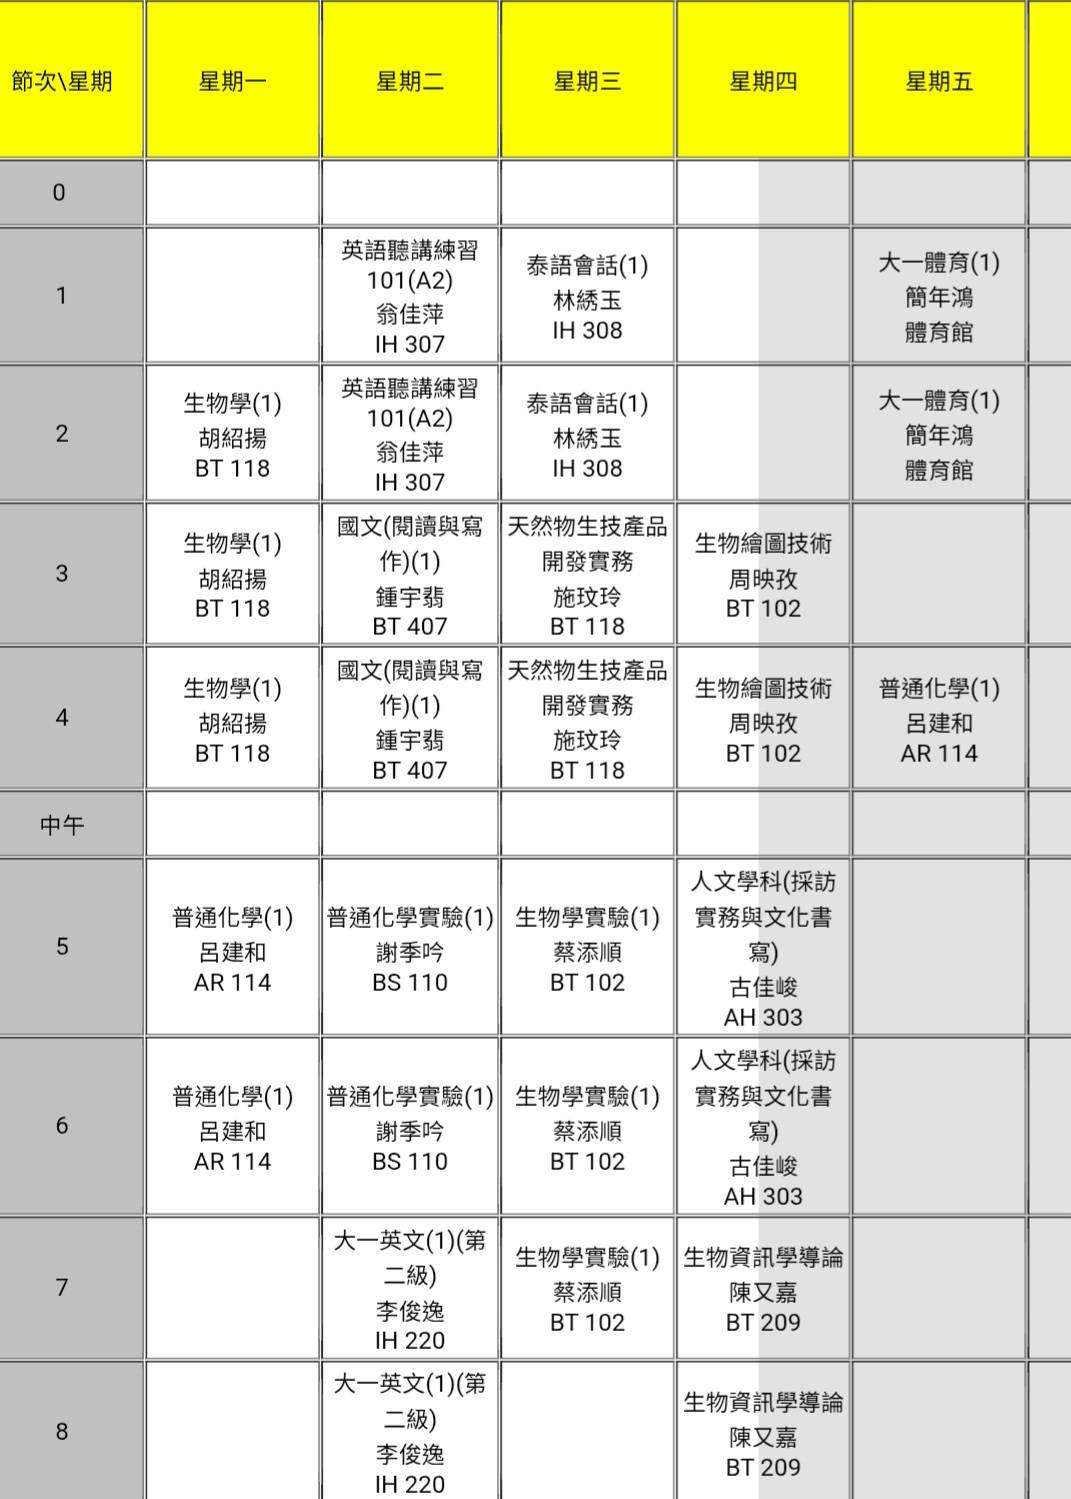 節次\星期
星期一
星期二
星期三
星期四
星期五
0
1
英語聽講練習
101(A2)
翁佳萍
IH 307
泰語會話(1)
林綉玉
IH 308
大一體育(1)
簡年鴻
體育館
2
生物學(1)
胡紹揚
BT 118
英語聽講練習
101(A2)
翁佳萍
IH 307
泰語會話(1)
林綉玉
IH 308
大一體育(1)
簡年鴻
體育館
3
生物學(1)
胡紹揚
BT 118
國文(閱讀與寫
作)(1)
鍾宇翡
BT 407
天然物生技產品
開發實務
施玟玲
BT 118
生物繪圖技術
周映孜
BT 102
4
生物學(1)
胡紹揚
BT 118
國文(閱讀與寫
作)(1)
鍾宇翡
BT 407
天然物生技產品
開發實務
施玟玲
BT 118
生物繪圖技術
周映孜
BT 102
普通化學(1)
呂建和
AR 114
中午
5
普通化學(1)
呂建和
AR 114
普通化學實驗(1)
謝季吟
BS 110
生物學實驗(1)
蔡添順
BT 102
人文學科(採訪
實務與文化書
寫)
古佳峻
AH 303
6
普通化學(1)
呂建和
AR 114
普通化學實驗(1)
謝季吟
BS 110
生物學實驗(1)
蔡添順
BT 102
人文學科(採訪
實務與文化書
寫)
古佳峻
AH 303
7
大一英文(1)(第
二級)
李俊逸
IH 220
生物學實驗(1)
蔡添順
BT 102
生物資訊學導論
陳又嘉
BT 209
8
大一英文(1)(第
二級)
李俊逸
IH 220
生物資訊學導論
陳又嘉
BT 209